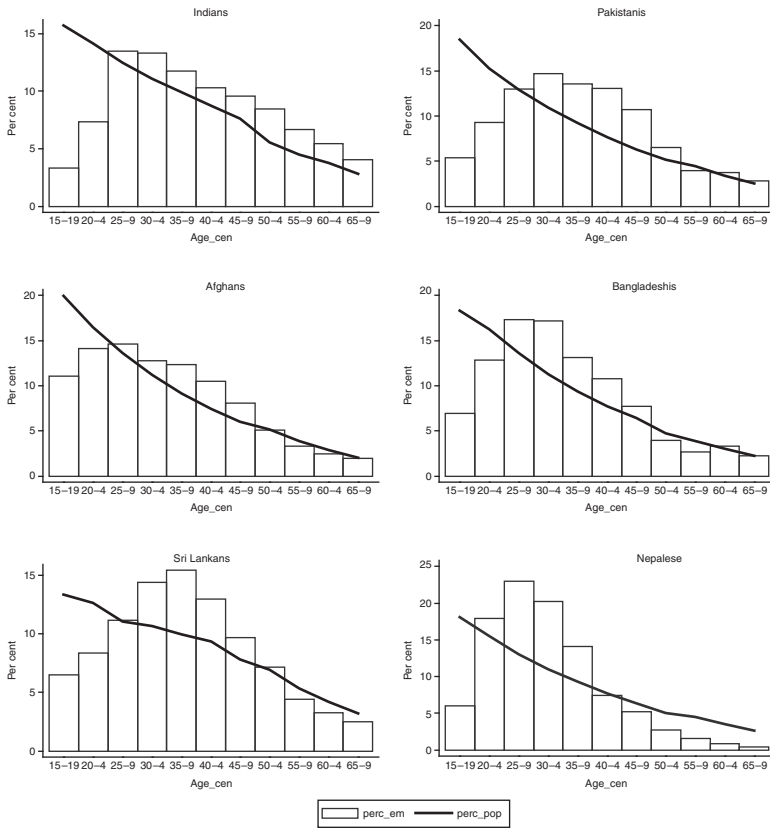 Indians
Per cent
15
10
5
0
15–19 20–4 25–9 30–4 35–9 40–4 45–9 50–4 55–9 60–4 65–9
Age_cen
Pakistanis
Per cent
20
15
10
5
0
15–19 20–4 25–9 30–4 35–9 40–4 45–9 50–4 55–9 60–4 65–9
Age_cen
Afghans
Per cent
20
15
10
5
0
15–19 20–4 25–9 30–4 35–9 40–4 45–9 50–4 55–9 60–4 65–9
Age_cen
Bangladeshis
Per cent
20
15
10
5
0
15–19 20–4 25–9 30–4 35–9 40–4 45–9 50–4 55–9 60–4 65–9
Age_cen
Sri Lankans
Per cent
15
10
5
0
15–19 20–4 25–9 30–4 35–9 40–4 45–9 50–4 55–9 60–4 65–9
Age_cen
Nepalese
Per cent
25
20
15
10
5
0
15–19 20–4 25–9 30–4 35–9 40–4 45–9 50–4 55–9 60–4 65–9
Age_cen
perc_em perc_pop